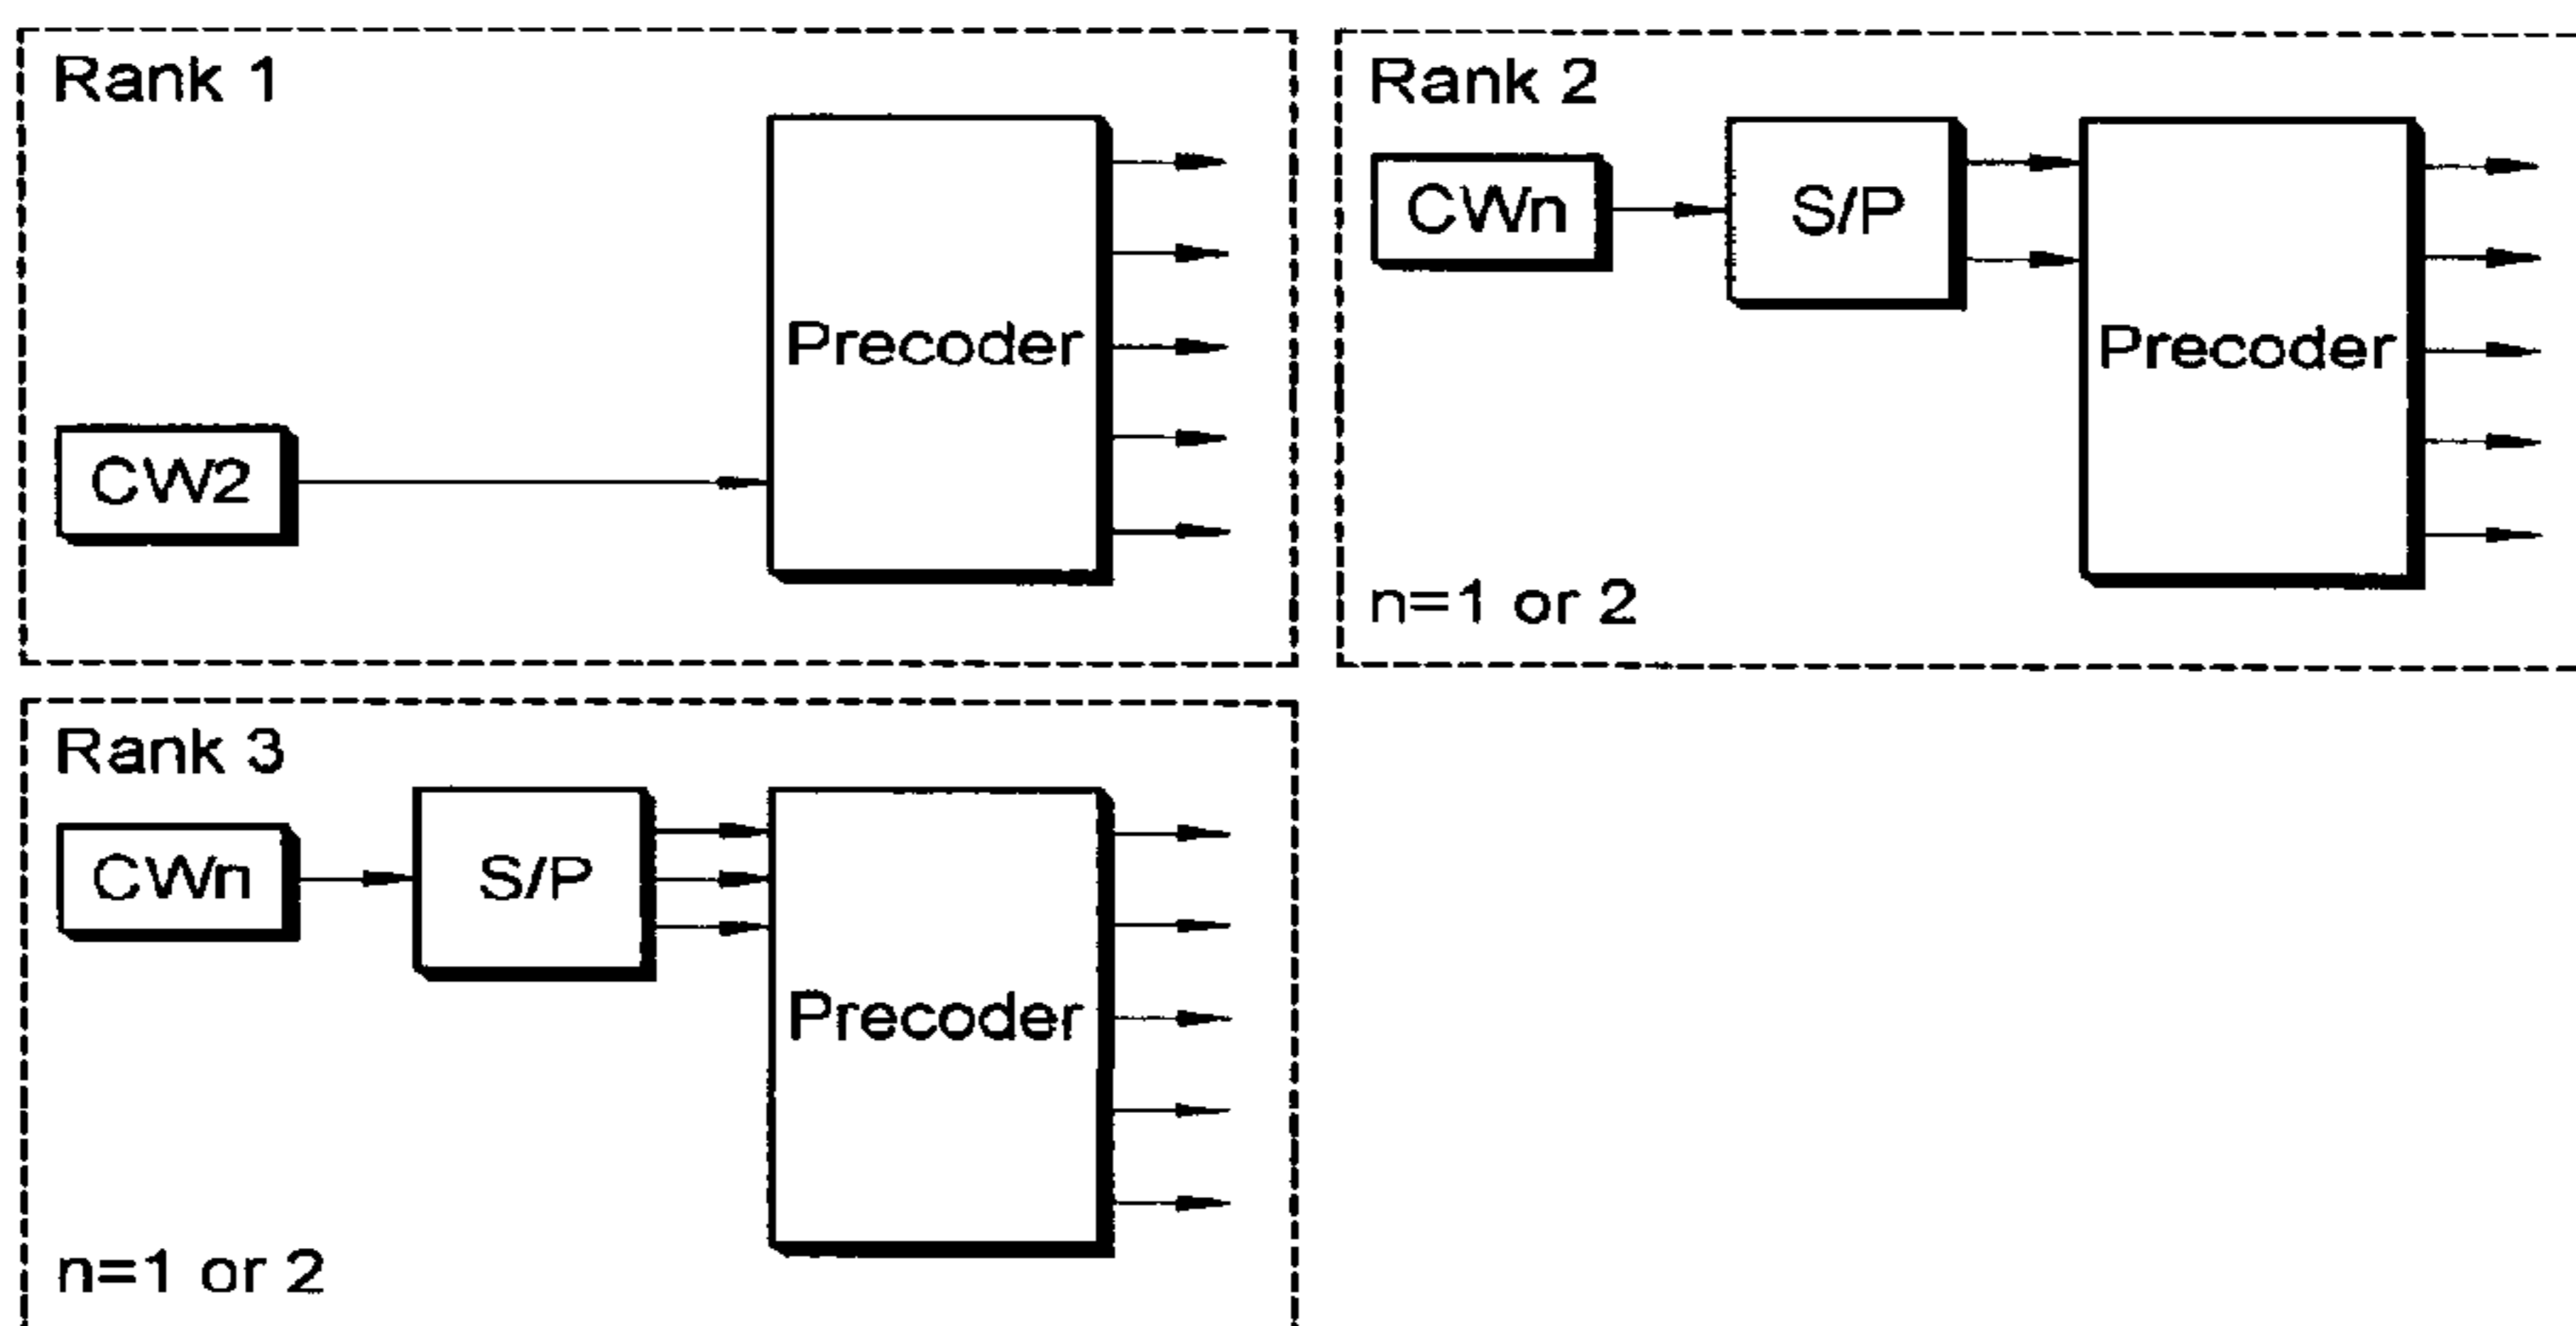 Rank 1
Precoder
CW2
Rank 2
CWn
S/P
Precoder
n=1 or 2
Rank 3
CWn
S/P
Precoder
n=1 or 2